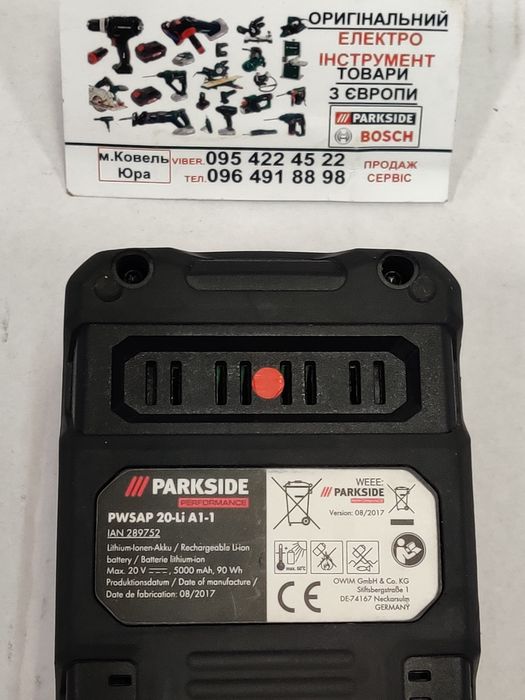 ОРИГІНАЛЬНИЙ
ЕЛЕКТРО
ІНСТРУМЕНТ
ТОВАРИ
З ЄВРОПИ
PARKSIDE
BOSCH
м.Ковель
Юра
VIBER. 095 422 45 22
ТЕЛ. 096 491 88 98
ПРОДАЖ
СЕРВІС
PARKSIDE
PERFORMANCE
PWSAP 20-Li A1-1
IAN 289752
Lithium-Ionen-Akku / Rechargeable Li-ion
battery / Batterie lithium-ion
Max. 20 V, 5000 mAh, 90 Wh
Produktionsdatum / Date of manufacture /
Date de fabrication: 08/2017
WEEE:
PARKSIDE
PERFORMANCE
Version: 08/2017
max. 50°C
CE
OWIM GmbH & Co. KG
Stiftsbergstraße 1
DE-74167 Neckarsulm
GERMANY